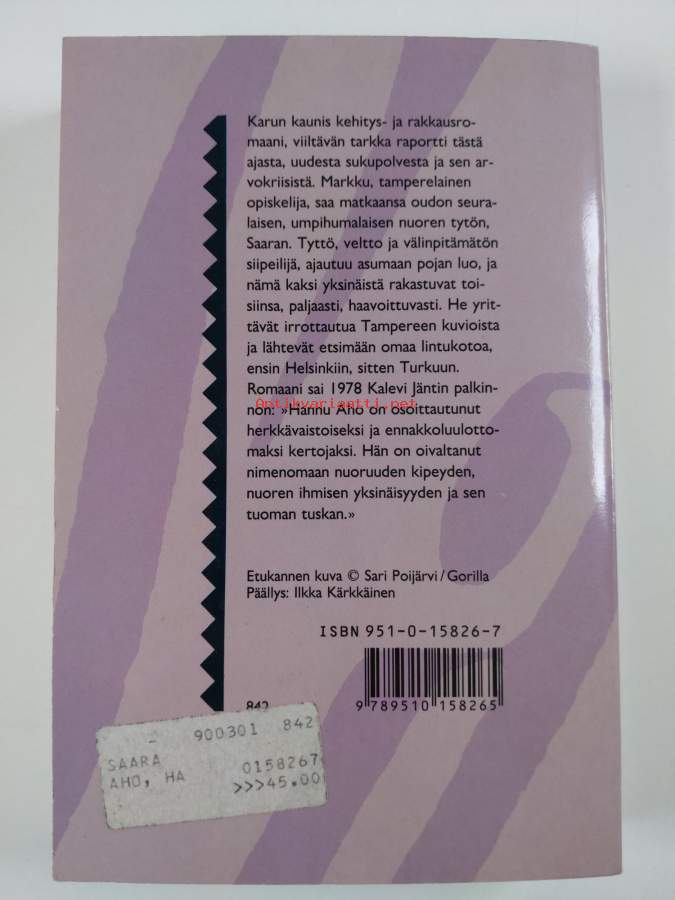 Karun kaunis kehitys- ja rakkausro-
maani, viiltävän tarkka raportti tästä
ajasta, uudesta sukupolvesta ja sen ar-
vokriisistä. Markku, tamperelainen
opiskelija, saa matkaansa oudon seura-
laisen, umpihumalaisen nuoren tytön,
Saaran. Tyttö, veltto ja välinpitämätön
siipeilijä, ajautuu asumaan pojan luo, ja
nämä kaksi yksinäistä rakastuvat toi-
siinsa, paljaasti, haavoittuvasti. He yrit-
tävät irrottautua Tampereen kuvioista
ja lähtevät etsimään omaa lintukotoa,
ensin Helsinkiin, sitten Turkuun.
Romaani sai 1978 Kalevi Jäntin palkin-
Antikvariaatti.net
non: »Hannu Aho on osoittautunut
herkkävaistoiseksi ja ennakkoluulotto-
maksi kertojaksi. Hän on oivaltanut
nimenomaan nuoruuden kipeyden,
nuoren ihmisen yksinäisyyden ja sen
tuoman tuskan.»
Etukannen kuva © Sari Poijärvi / Gorilla
Päällys: Ilkka Kärkkäinen
ISBN 951-0-15826-7
842
9 789510 158265
– 900301 842
SAARA 0158267
AHO, HA >>>45.00